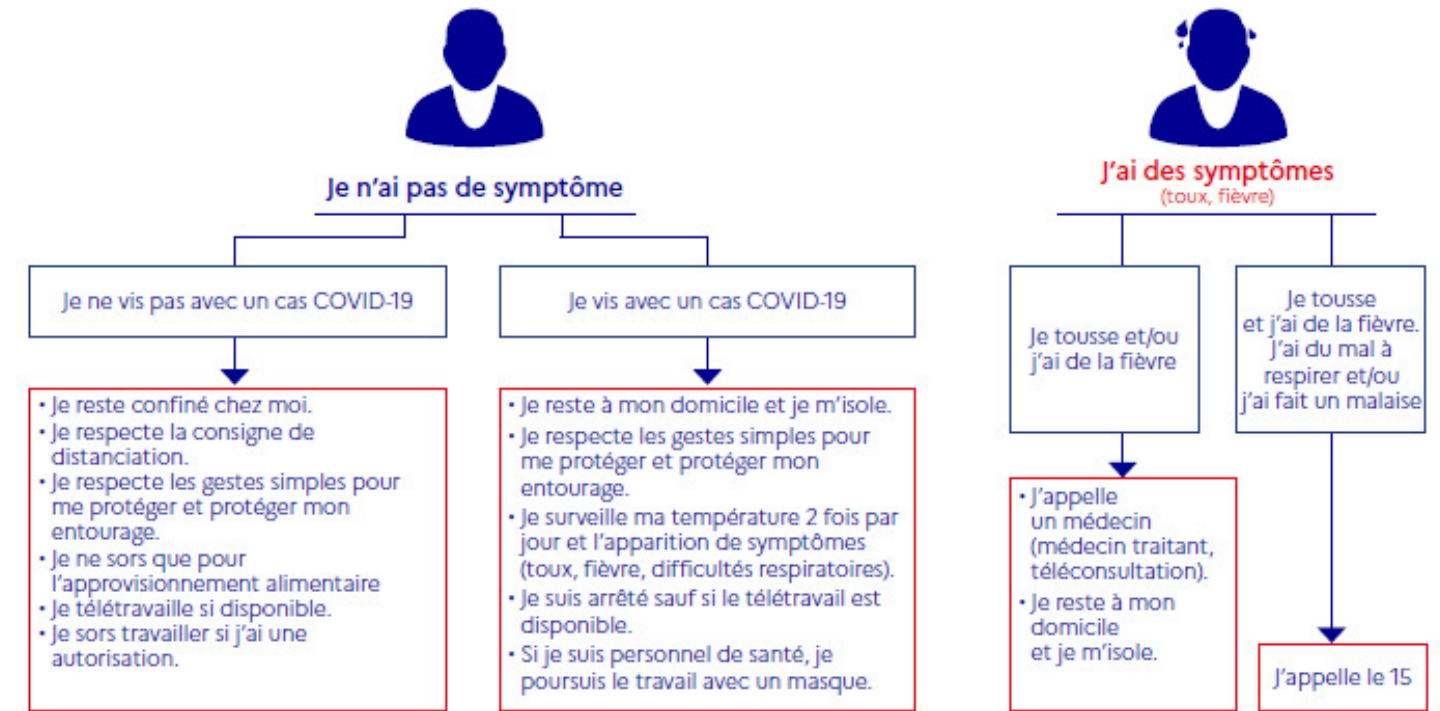 Je n'ai pas de symptôme
Je ne vis pas avec un cas COVID-19
• Je reste confiné chez moi.
• Je respecte la consigne de
distanciation.
• Je respecte les gestes simples pour
me protéger et protéger mon
entourage.
• Je ne sors que pour
l'approvisionnement alimentaire
• Je télétravaille si disponible.
• Je sors travailler si j'ai une
autorisation.
Je vis avec un cas COVID-19
• Je reste à mon domicile et je m'isole.
• Je respecte les gestes simples pour
me protéger et protéger mon
entourage.
• Je surveille ma température 2 fois par
jour et l'apparition de symptômes
(toux, fièvre, difficultés respiratoires).
• Je suis arrêté sauf si le télétravail est
disponible.
• Si je suis personnel de santé, je
poursuis le travail avec un masque.
J'ai des symptômes
(toux, fièvre)
Je tousse et/ou
j'ai de la fièvre
• J'appelle
un médecin
(médecin traitant,
téléconsultation).
• Je reste à mon
domicile
et je m'isole.
Je tousse
et j'ai de la fièvre.
J'ai du mal à
respirer et/ou
j'ai fait un malaise
J'appelle le 15